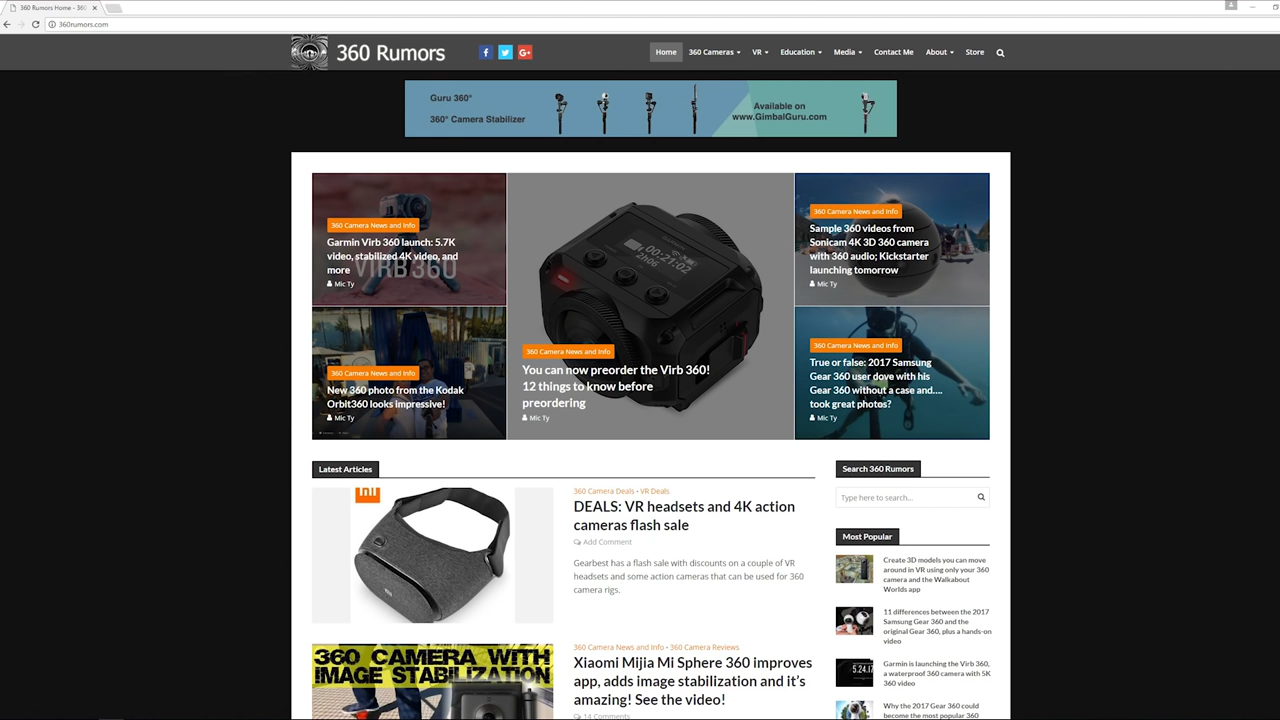 360 Rumors Home - 360
360rumors.com
360 Rumors
Home 360 Cameras VR Education Media Contact Me About Store
Guru 360°
360° Camera Stabilizer
Available on
www.GimbalGuru.com
360 Camera News and Info
Garmin Virb 360 launch: 5.7K
video, stabilized 4K video, and
more
Mic Ty
VIRB 360
360 Camera News and Info
New 360 photo from the Kodak
Orbit360 looks impressive!
Mic Ty
00:21:02
2h06
360 Camera News and Info
You can now preorder the Virb 360!
12 things to know before
preordering
Mic Ty
360 Camera News and Info
Sample 360 videos from
Sonicam 4K 3D 360 camera
with 360 audio; Kickstarter
launching tomorrow
Mic Ty
360 Camera News and Info
True or false: 2017 Samsung
Gear 360 user dove with his
Gear 360 without a case and....
took great photos?
Mic Ty
Latest Articles
mi
360 Camera Deals • VR Deals
DEALS: VR headsets and 4K action
cameras flash sale
Add Comment
Gearbest has a flash sale with discounts on a couple of VR
headsets and some action cameras that can be used for 360
camera rigs.
360 CAMERA WITH
IMAGE STABILIZATION
360 Camera News and Info • 360 Camera Reviews
Xiaomi Mijia Mi Sphere 360 improves
app, adds image stabilization and it's
amazing! See the video!
14 Comments
Search 360 Rumors
Type here to search...
Most Popular
Create 3D models you can move
around in VR using only your 360
camera and the Walkabout
Worlds app
11 differences between the 2017
Samsung Gear 360 and the
original Gear 360, plus a hands-on
video
5.24.17
Garmin is launching the Virb 360,
a waterproof 360 camera with 5K
360 video
Why the 2017 Gear 360 could
become the most popular 360